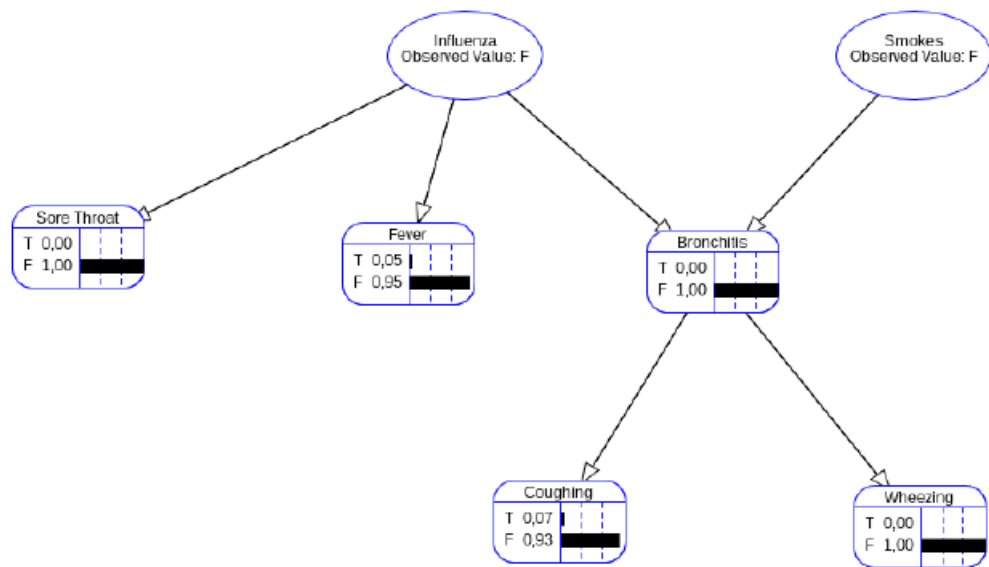 Influenza
Observed Value: F
Smokes
Observed Value: F
Sore Throat
T 0,00
F 1,00
Fever
T 0,05
F 0,95
Bronchitis
T 0,00
F 1,00
Coughing
T 0,07
F 0,93
Wheezing
T 0,00
F 1,00